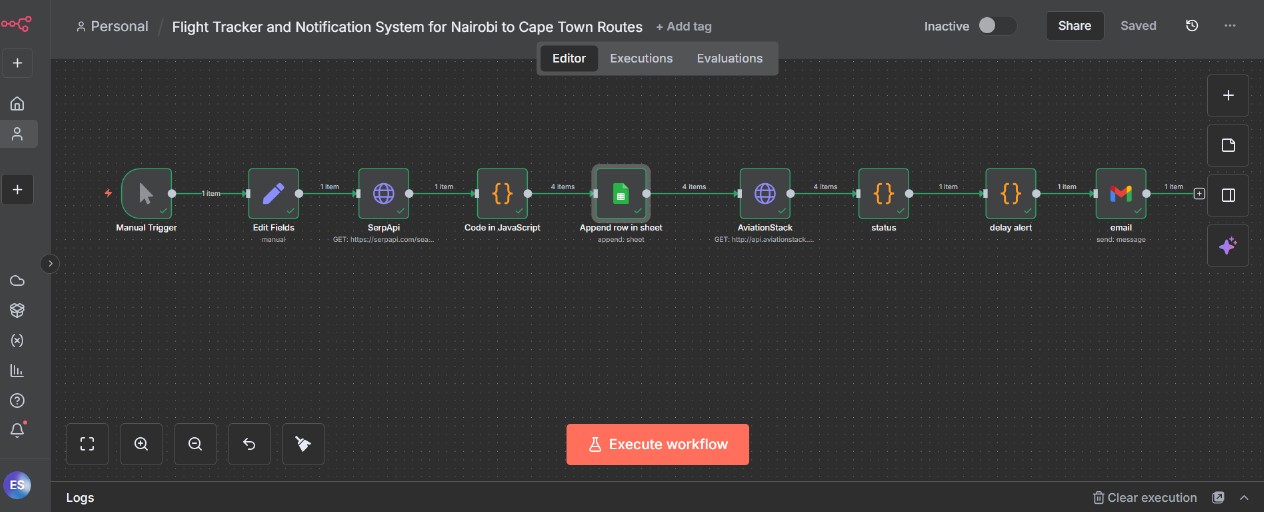 Personal / Flight Tracker and Notification System for Nairobi to Cape Town Routes + Add tag Inactive Share Saved
Editor Executions Evaluations
1 item 1 item 1 item 4 items 4 items 4 items 1 item 1 item 1 item
Manual Trigger Edit Fields SerpApi Code in JavaScript Append row in sheet AviationStack status delay alert email
manual GET: https://serpapi.com/sea... append: sheet GET: http://api.aviationstack.... send: message
Execute workflow
ES
Logs Clear execution